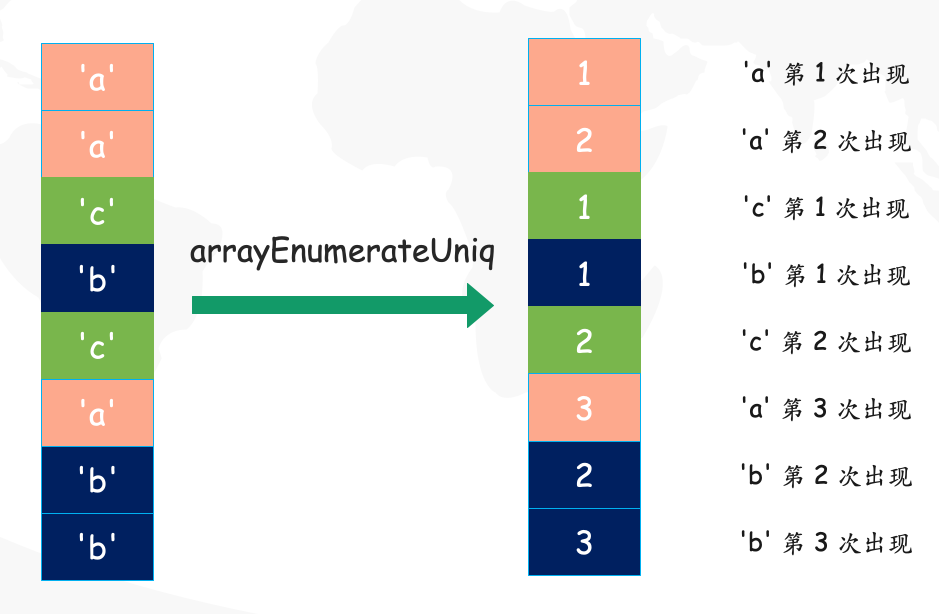 'a' 1 'a' 第 1 次出现
'a' 2 'a' 第 2 次出现
'c' 1 'c' 第 1 次出现
arrayEnumerateUniq
'b' 1 'b' 第 1 次出现
'c' 2 'c' 第 2 次出现
'a' 3 'a' 第 3 次出现
'b' 2 'b' 第 2 次出现
'b' 3 'b' 第 3 次出现